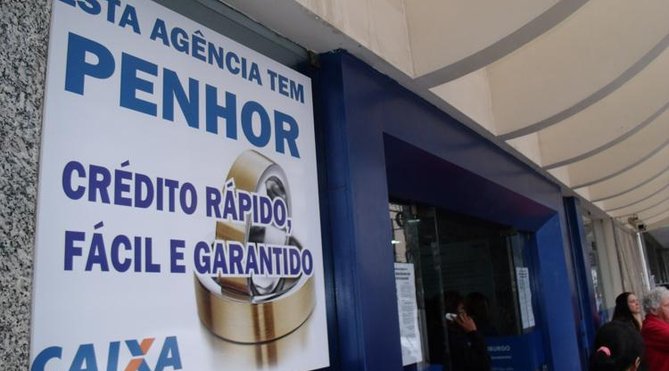 ESTA AGÊNCIA TEM
PENHOR
CRÉDITO RÁPIDO,
FÁCIL E GARANTIDO
CAIXA